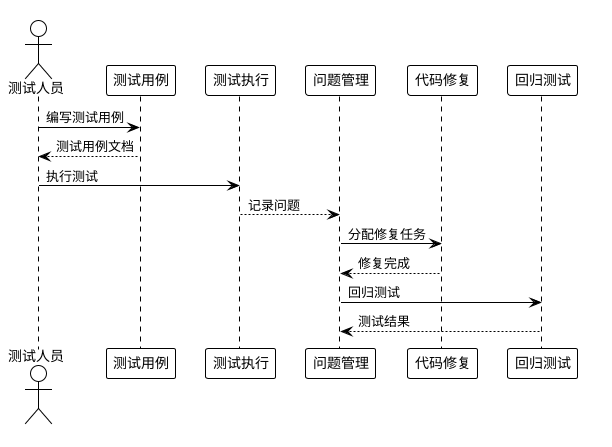 测试人员 测试用例 测试执行 问题管理 代码修复 回归测试
编写测试用例
测试用例文档
执行测试
记录问题
分配修复任务
修复完成
回归测试
测试结果
测试人员 测试用例 测试执行 问题管理 代码修复 回归测试